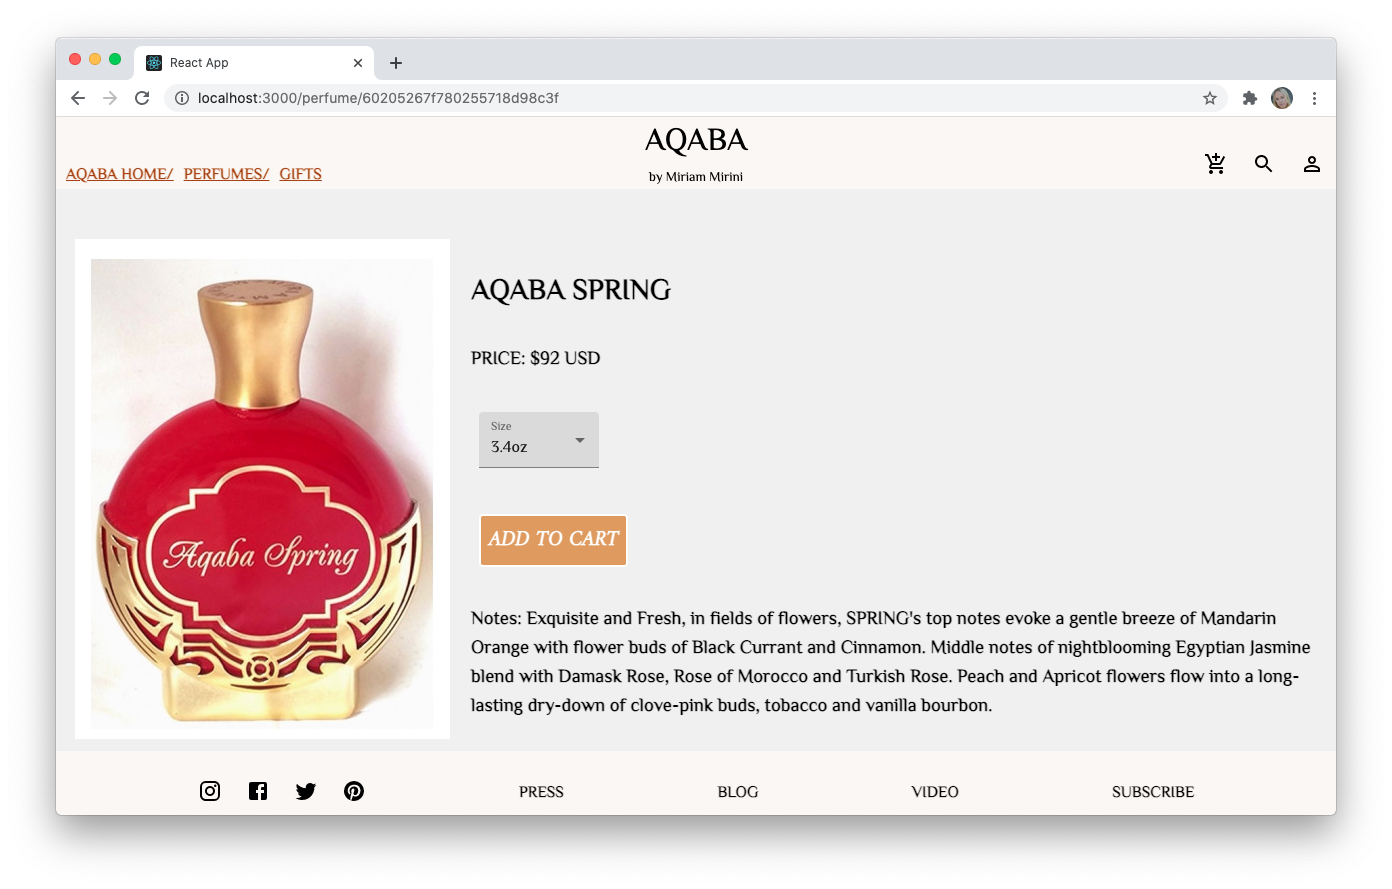 React App
localhost:3000/perfume/60205267f780255718d98c3f
AQABA
by Miriam Mirini
AQABA HOME/ PERFUMES/ GIFTS
AQABA SPRING
PRICE: $92 USD
Size
3.4oz
ADD TO CART
Aqaba Spring
Notes: Exquisite and Fresh, in fields of flowers, SPRING's top notes evoke a gentle breeze of Mandarin
Orange with flower buds of Black Currant and Cinnamon. Middle notes of nightblooming Egyptian Jasmine
blend with Damask Rose, Rose of Morocco and Turkish Rose. Peach and Apricot flowers flow into a long-
lasting dry-down of clove-pink buds, tobacco and vanilla bourbon.
PRESS BLOG VIDEO SUBSCRIBE